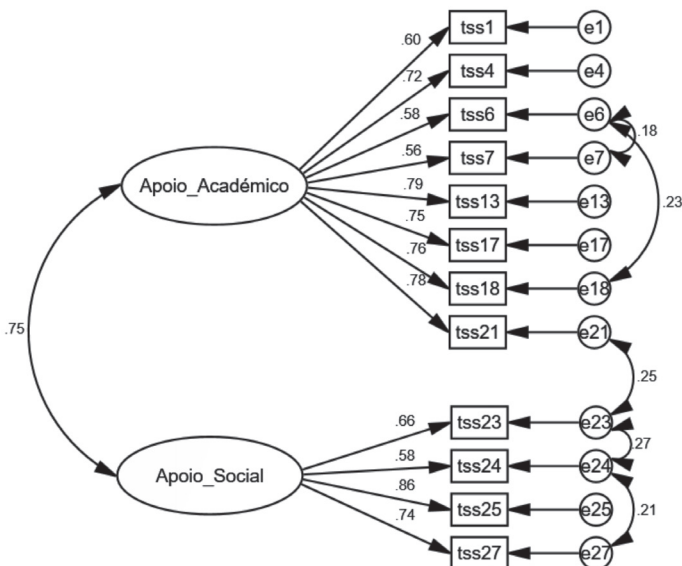 tss1 e1
.60
tss4 e4
.72
tss6 e6
.58
.18
tss7 e7
.56
Apoio_Académico
.79
tss13 e13
.23
.75
tss17 e17
.76
tss18 e18
.78
tss21 e21
.75
.25
tss23 e23
.66
.27
tss24 e24
.58
Apoio_Social
.86
tss25 e25
.21
.74
tss27 e27